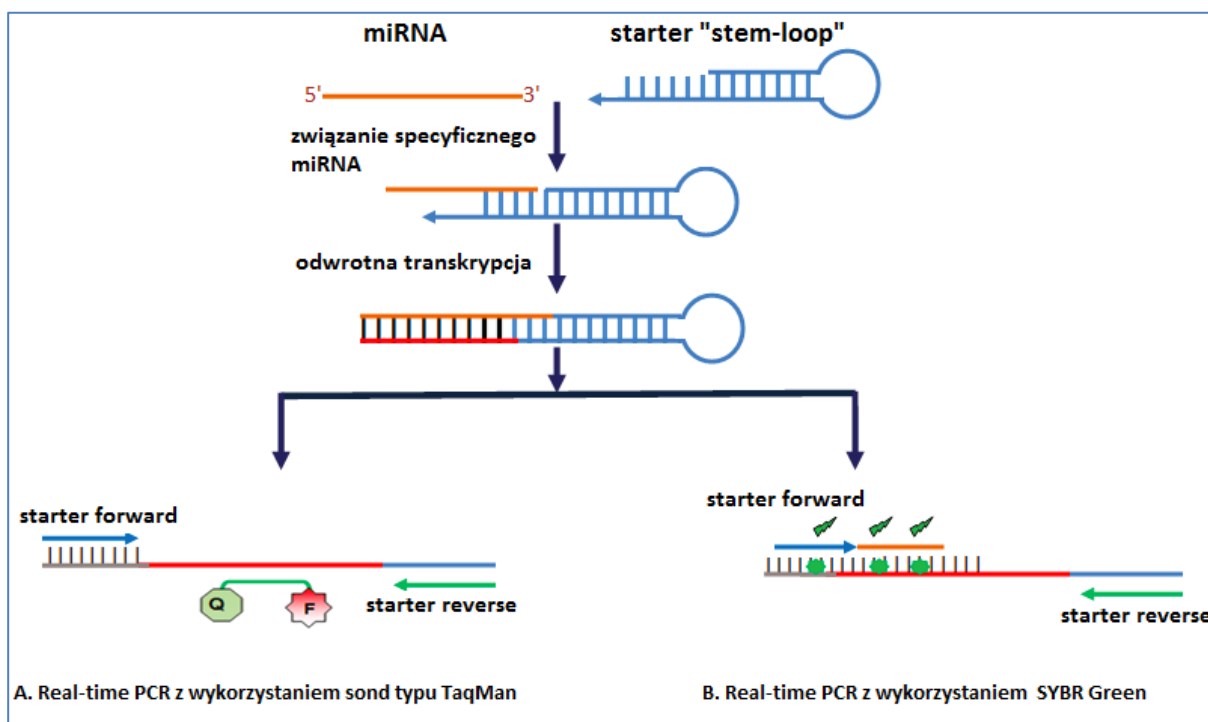 miRNA
starter "stem-loop"
5' 3'
związanie specyficznego
miRNA
odwrotna transkrypcja
starter forward
Q F
starter reverse
starter forward
starter reverse
A. Real-time PCR z wykorzystaniem sond typu TaqMan
B. Real-time PCR z wykorzystaniem SYBR Green